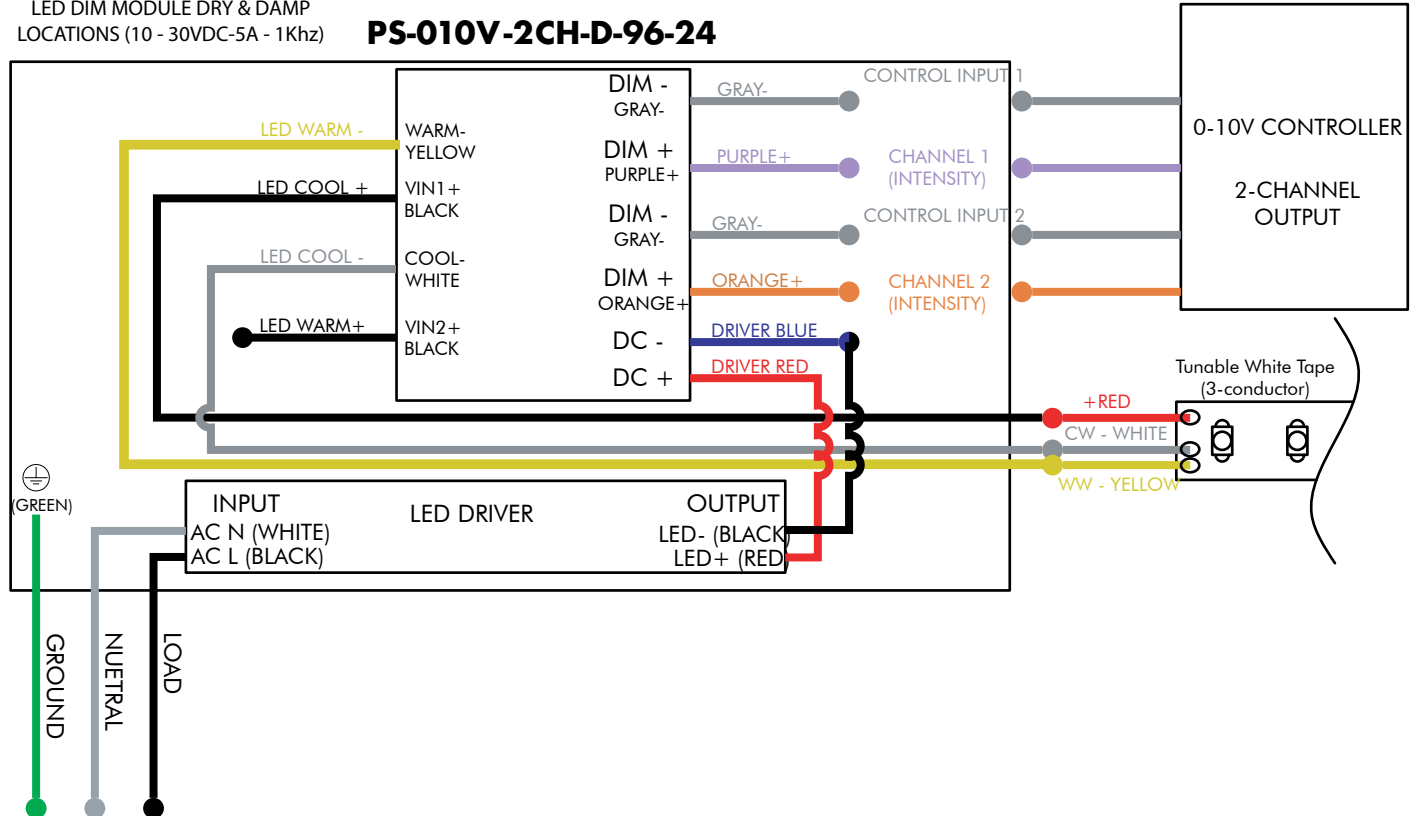 LED DIM MODULE DRY & DAMP
LOCATIONS (10 - 30VDC-5A - 1Khz)
PS-010V-2CH-D-96-24
LED WARM -
LED COOL +
LED COOL -
LED WARM+
WARM-
YELLOW
VIN1+
BLACK
COOL-
WHITE
VIN2+
BLACK
DIM -
GRAY-
DIM +
PURPLE+
DIM -
GRAY-
DIM +
ORANGE+
DC -
DC +
GRAY-
PURPLE+
GRAY-
ORANGE+
DRIVER BLUE
DRIVER RED
CONTROL INPUT 1
CHANNEL 1
(INTENSITY)
CONTROL INPUT 2
CHANNEL 2
(INTENSITY)
0-10V CONTROLLER
2-CHANNEL
OUTPUT
Tunable White Tape
(3-conductor)
+RED
CW - WHITE
WW - YELLOW
(GREEN)
INPUT
AC N (WHITE)
AC L (BLACK)
LED DRIVER
OUTPUT
LED- (BLACK)
LED+ (RED)
GROUND
NUETRAL
LOAD